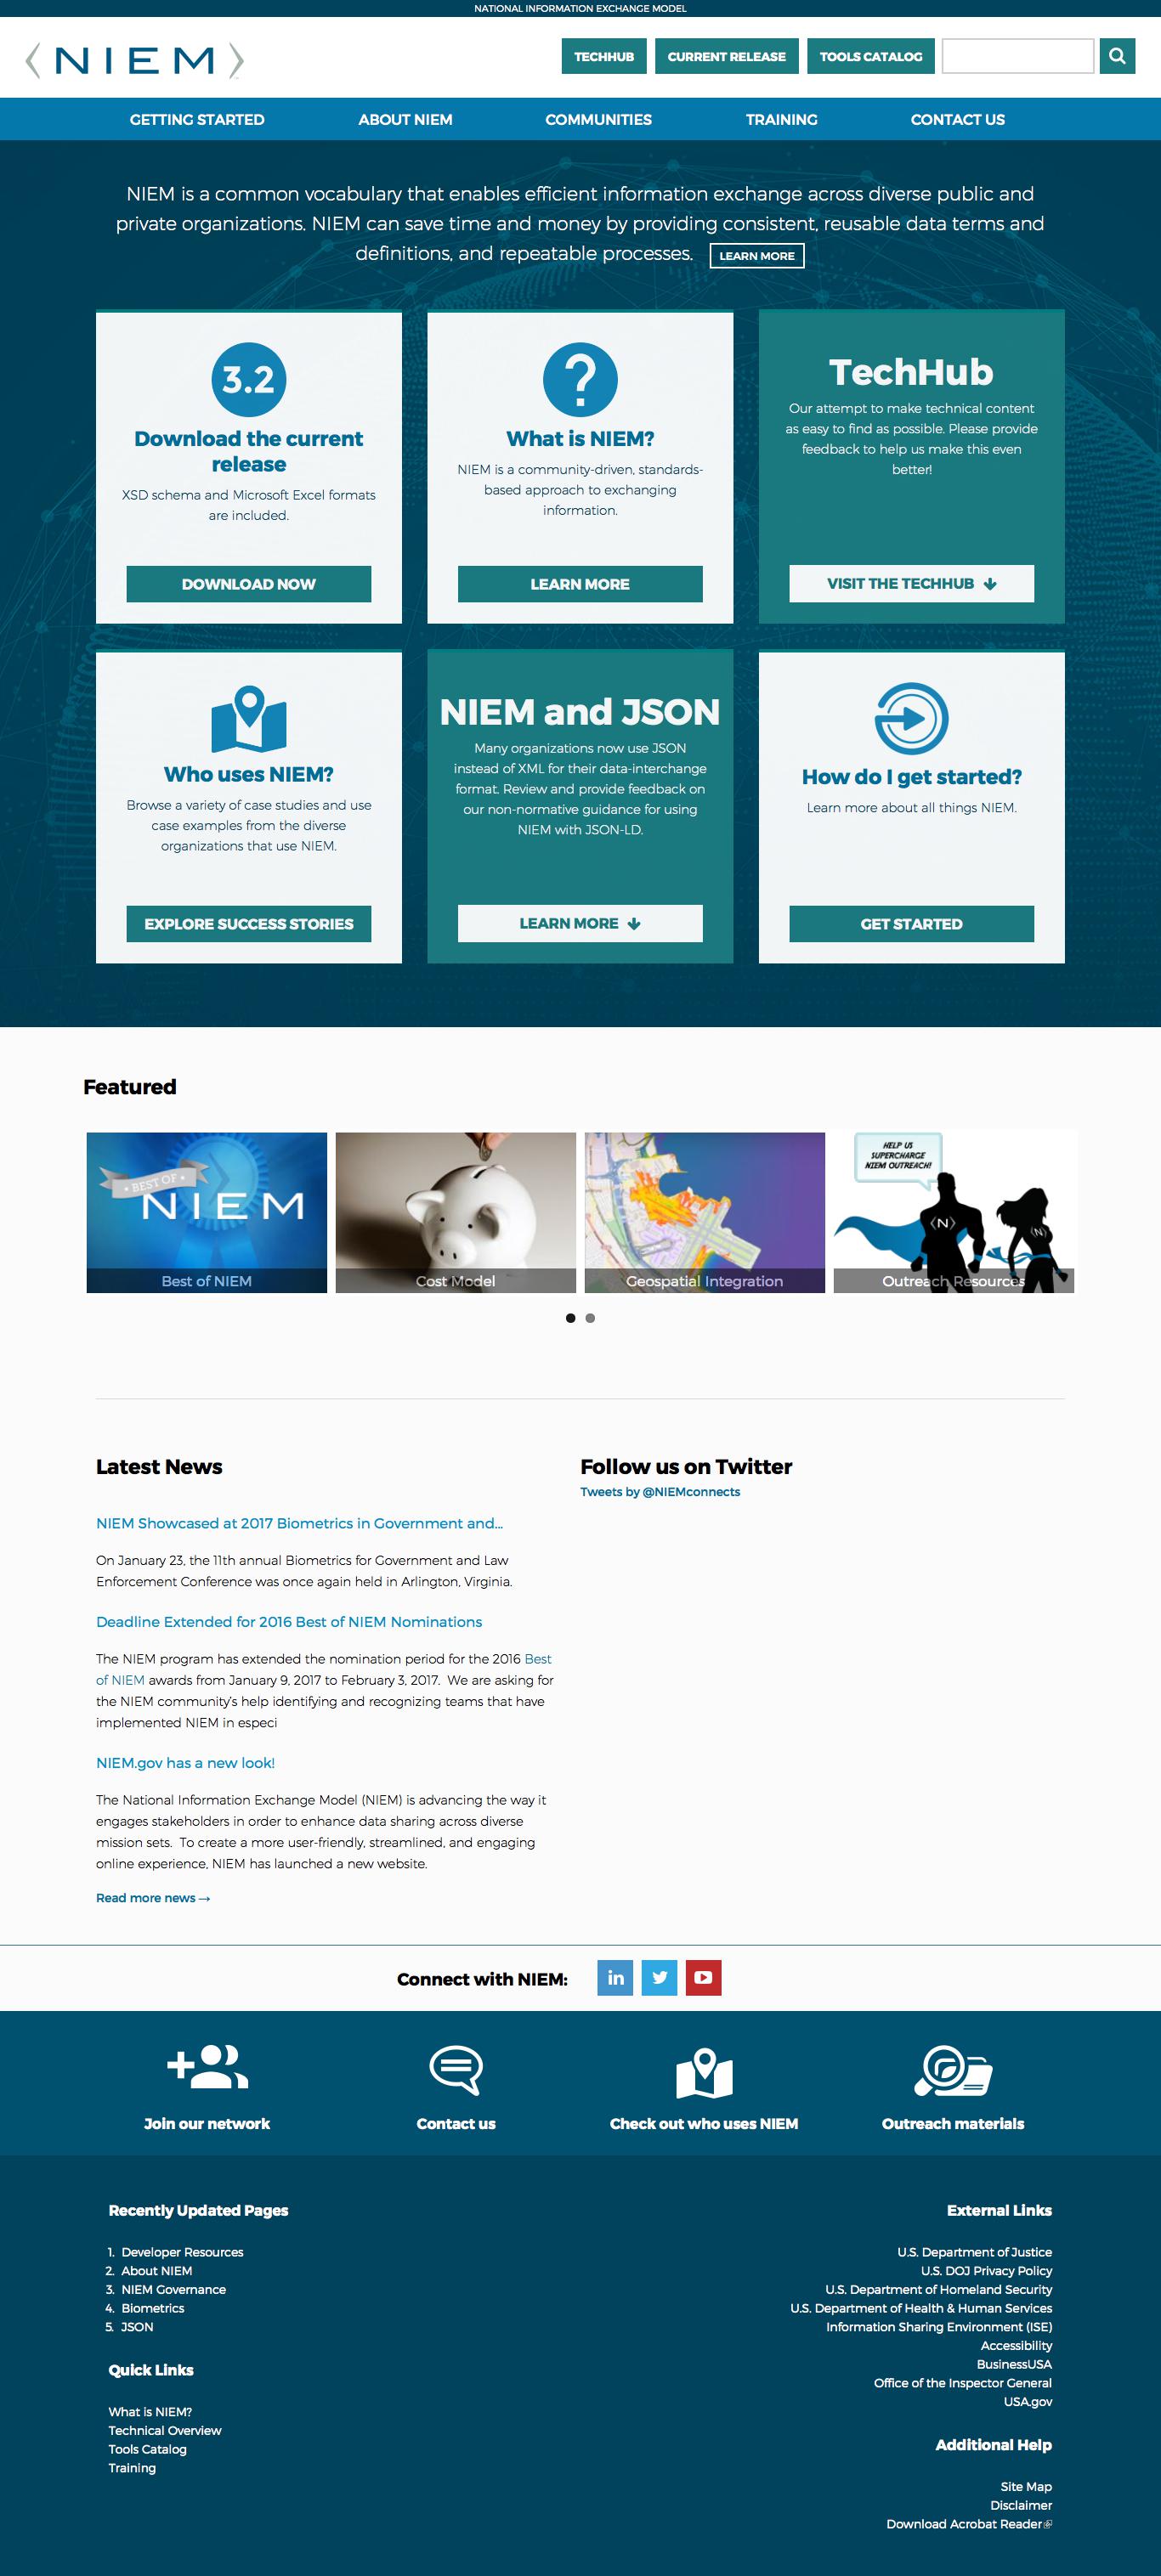 NATIONAL INFORMATION EXCHANGE MODEL
NIEM
TECHHUB
CURRENT RELEASE
TOOLS CATALOG
GETTING STARTED
ABOUT NIEM
COMMUNITIES
TRAINING
CONTACT US
NIEM is a common vocabulary that enables efficient information exchange across diverse public and
private organizations. NIEM can save time and money by providing consistent, reusable data terms and
definitions, and repeatable processes. LEARN MORE
3.2
Download the current
release
XSD schema and Microsoft Excel formats
are included.
DOWNLOAD NOW
?
What is NIEM?
NIEM is a community-driven, standards-
based approach to exchanging
information.
LEARN MORE
TechHub
Our attempt to make technical content
as easy to find as possible. Please provide
feedback to help us make this even
better!
VISIT THE TECHHUB
Who uses NIEM?
Browse a variety of case studies and use
case examples from the diverse
organizations that use NIEM.
EXPLORE SUCCESS STORIES
NIEM and JSON
Many organizations now use JSON
instead of XML for their data-interchange
format. Review and provide feedback on
our non-normative guidance for using
NIEM with JSON-LD.
LEARN MORE
How do I get started?
Learn more about all things NIEM.
GET STARTED
Featured
• BEST OF •
NIEM
Best of NIEM
Cost Model
Geospatial Integration
HELP US
SUPERCHARGE
NIEM OUTREACH!
⟨N⟩
⟨N⟩
Outreach Resources
Latest News
NIEM Showcased at 2017 Biometrics in Government and...
On January 23, the 11th annual Biometrics for Government and Law
Enforcement Conference was once again held in Arlington, Virginia.
Deadline Extended for 2016 Best of NIEM Nominations
The NIEM program has extended the nomination period for the 2016 Best
of NIEM awards from January 9, 2017 to February 3, 2017.  We are asking for
the NIEM community's help identifying and recognizing teams that have
implemented NIEM in especi
NIEM.gov has a new look!
The National Information Exchange Model (NIEM) is advancing the way it
engages stakeholders in order to enhance data sharing across diverse
mission sets.  To create a more user-friendly, streamlined, and engaging
online experience, NIEM has launched a new website.
Read more news →
Follow us on Twitter
Tweets by @NIEMconnects
Connect with NIEM:
in
Join our network
Contact us
Check out who uses NIEM
Outreach materials
Recently Updated Pages
1. Developer Resources
2. About NIEM
3. NIEM Governance
4. Biometrics
5. JSON
Quick Links
What is NIEM?
Technical Overview
Tools Catalog
Training
External Links
U.S. Department of Justice
U.S. DOJ Privacy Policy
U.S. Department of Homeland Security
U.S. Department of Health & Human Services
Information Sharing Environment (ISE)
Accessibility
BusinessUSA
Office of the Inspector General
USA.gov
Additional Help
Site Map
Disclaimer
Download Acrobat Reader